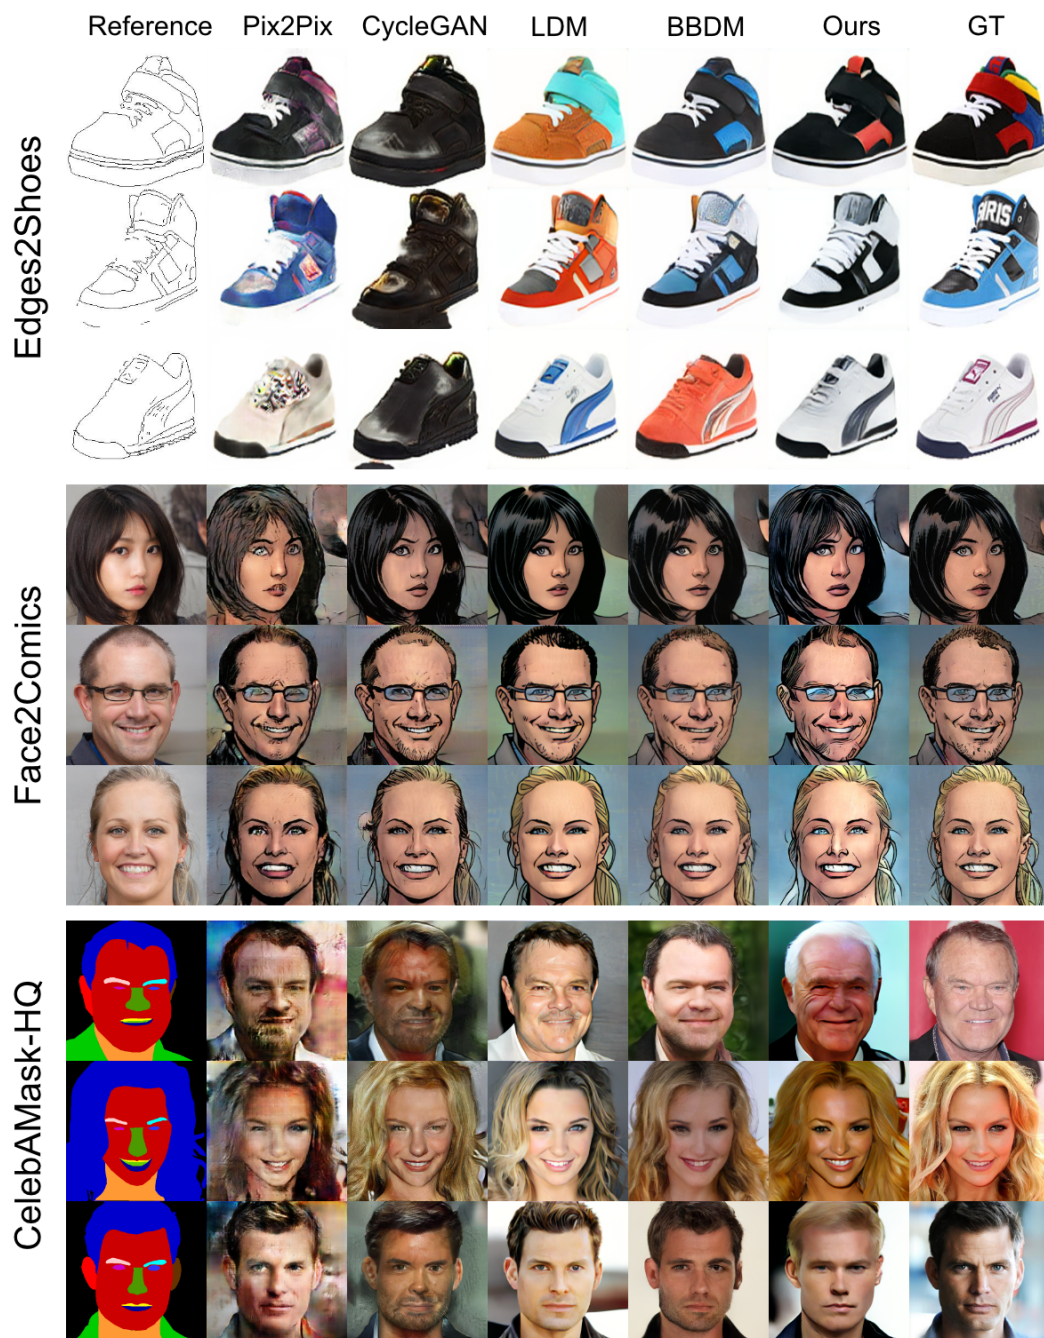 Reference Pix2Pix CycleGAN LDM BBDM Ours GT
Edges2Shoes
Face2Comics
CelebAMask-HQ